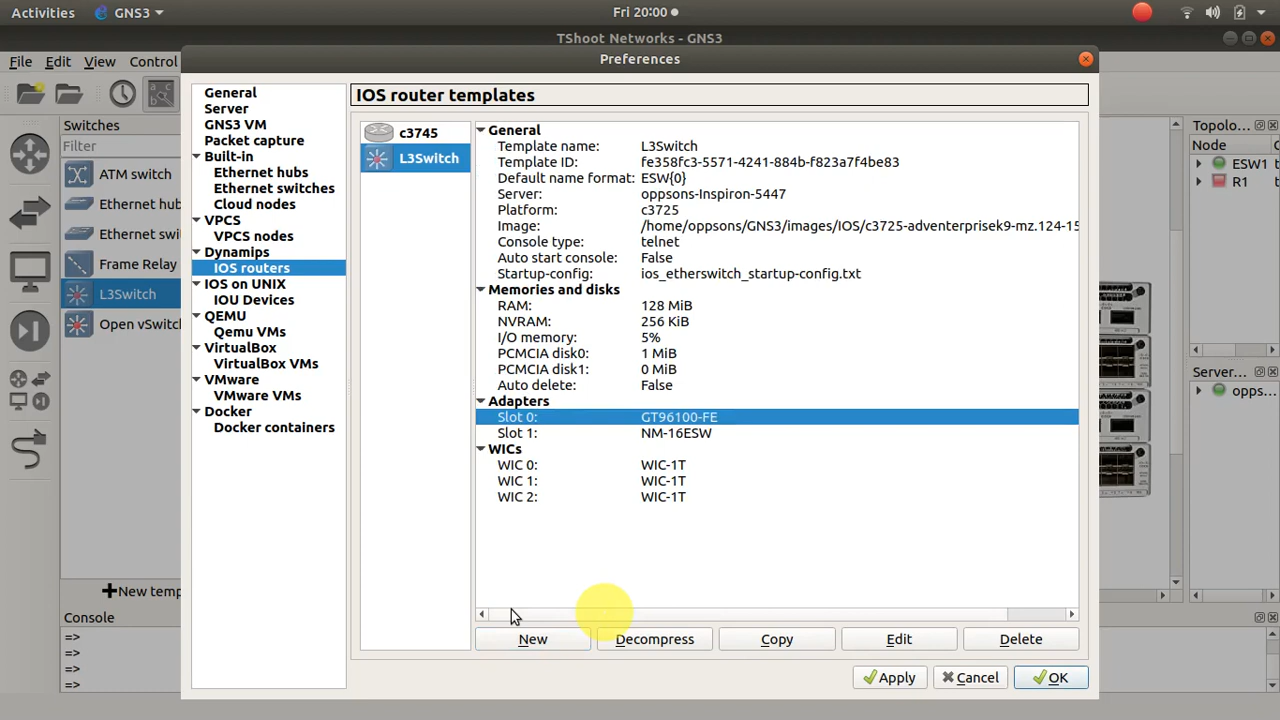 Activities
GNS3
Fri 20:00
TShoot Networks - GNS3
File Edit View Control
Preferences
General
Server
GNS3 VM
Packet capture
Built-in
Ethernet hubs
Ethernet switches
Cloud nodes
VPCS
VPCS nodes
Dynamips
IOS routers
IOS on UNIX
IOU Devices
QEMU
Qemu VMs
VirtualBox
VirtualBox VMs
VMware
VMware VMs
Docker
Docker containers
IOS router templates
c3745
L3Switch
General
Template name: L3Switch
Template ID: fe358fc3-5571-4241-884b-f823a7f4be83
Default name format: ESW{0}
Server: oppsons-Inspiron-5447
Platform: c3725
Image: /home/oppsons/GNS3/images/IOS/c3725-adventerprisek9-mz.124-15
Console type: telnet
Auto start console: False
Startup-config: ios_etherswitch_startup-config.txt
Memories and disks
RAM: 128 MiB
NVRAM: 256 KiB
I/O memory: 5%
PCMCIA disk0: 1 MiB
PCMCIA disk1: 0 MiB
Auto delete: False
Adapters
Slot 0: GT96100-FE
Slot 1: NM-16ESW
WICs
WIC 0: WIC-1T
WIC 1: WIC-1T
WIC 2: WIC-1T
New Decompress Copy Edit Delete
Apply Cancel OK
Switches
Filter
ATM switch
Ethernet hub
Ethernet swi
Frame Relay
L3Switch
Open vSwitc
New temp
Console
=>
=>
=>
=>
Topolo...
Node
ESW1
R1
Server...
opps...